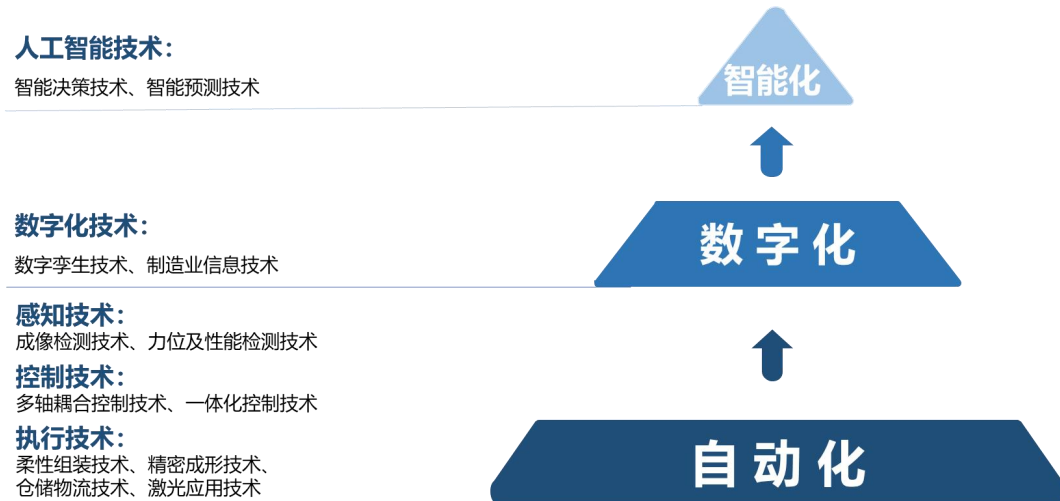 人工智能技术：
智能决策技术、智能预测技术
智能化
数字化技术：
数字孪生技术、制造业信息技术
数字化
感知技术：
成像检测技术、力位及性能检测技术
控制技术：
多轴耦合控制技术、一体化控制技术
执行技术：
柔性组装技术、精密成形技术、
仓储物流技术、激光应用技术
自动化